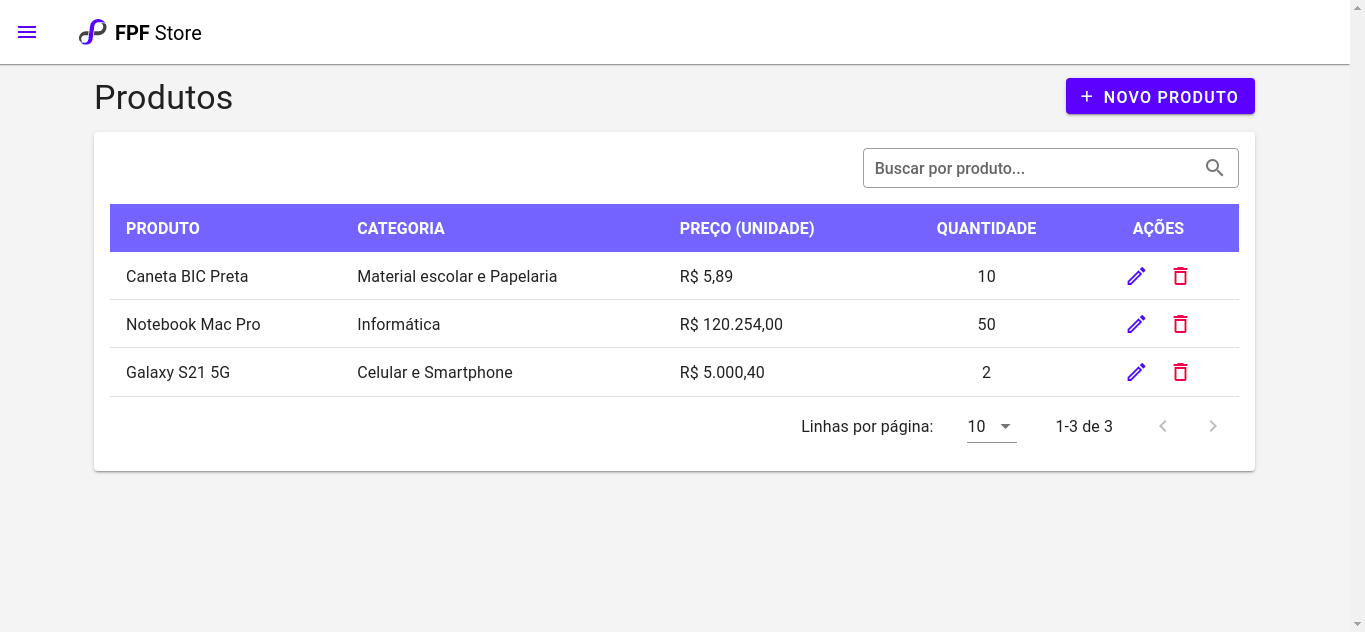 FPF Store
Produtos
+ NOVO PRODUTO
Buscar por produto...
PRODUTO CATEGORIA PREÇO (UNIDADE) QUANTIDADE AÇÕES
Caneta BIC Preta Material escolar e Papelaria R$ 5,89 10
Notebook Mac Pro Informática R$ 120.254,00 50
Galaxy S21 5G Celular e Smartphone R$ 5.000,40 2
Linhas por página: 10 1-3 de 3